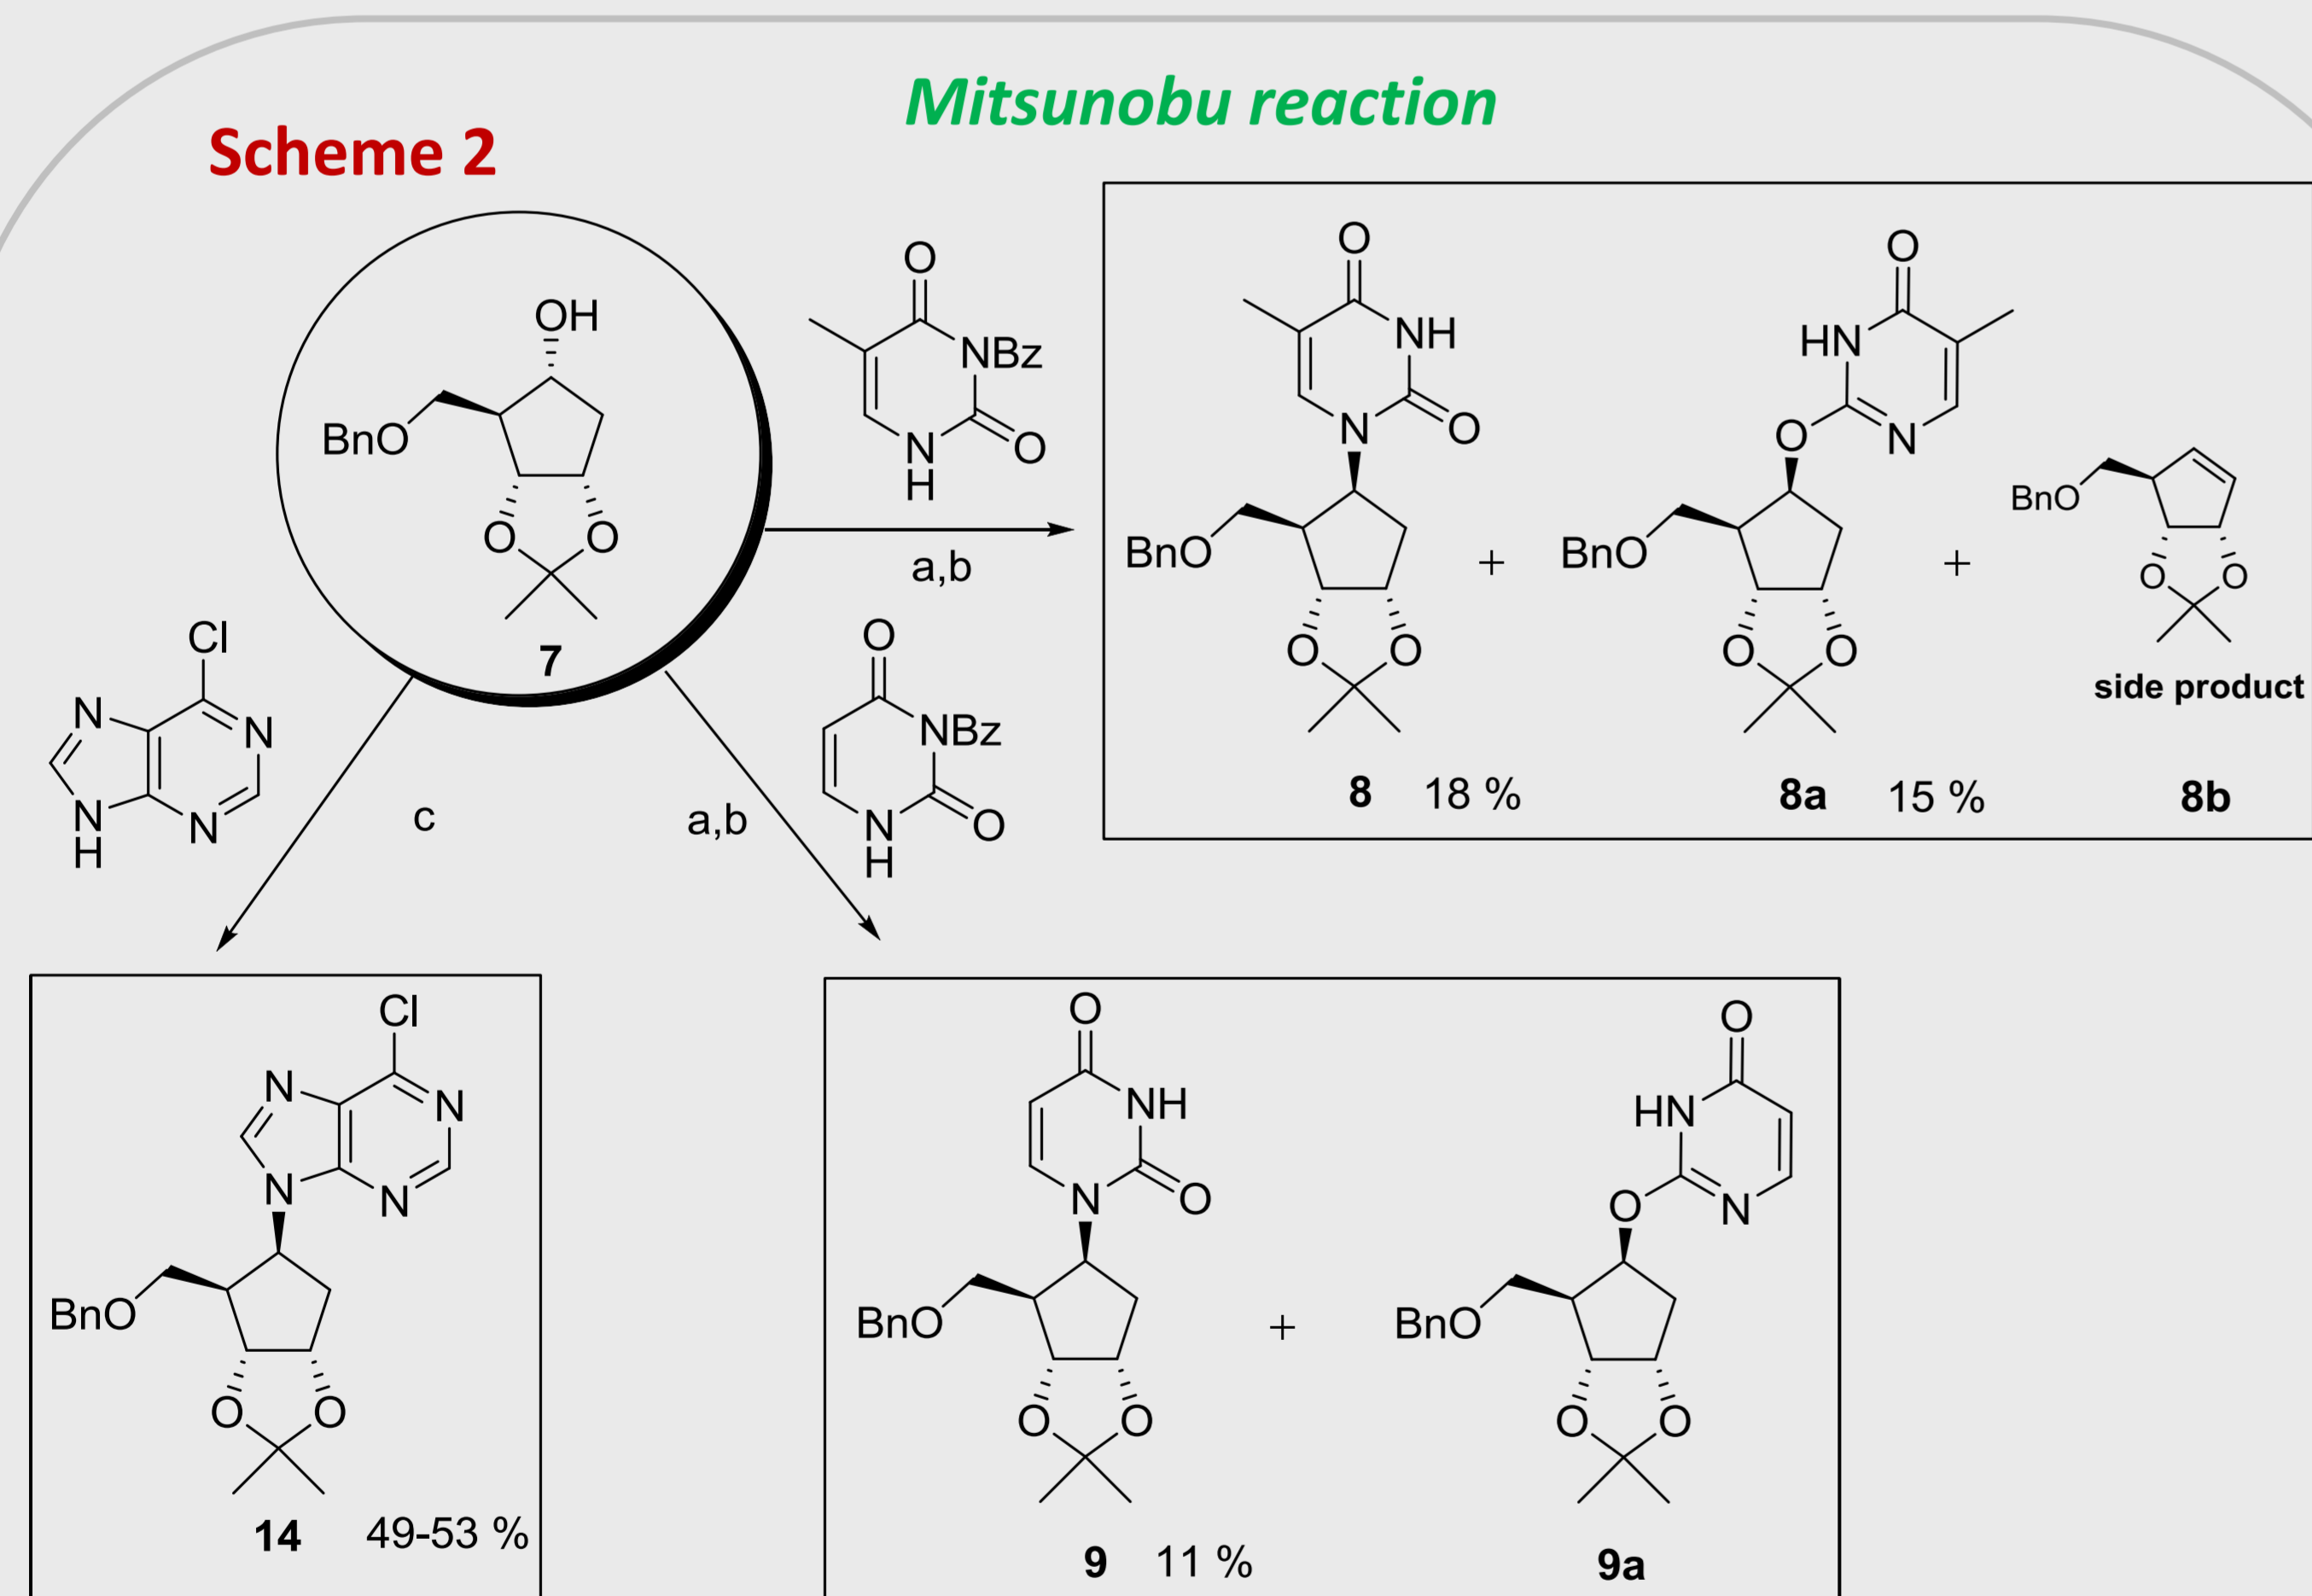 Mitsunobu reaction
Scheme 2
OH
BnO
O O
7
O
NBz
N
H
O
a,b
O
NH
N
O
BnO
O O
8 18 %
+
O
HN
O
N
BnO
O O
8a 15 %
+
BnO
O O
side product
8b
Cl
N
N
N
H
N
c
a,b
O
NBz
N
H
O
Cl
N
N
N
N
BnO
O O
14 49-53 %
O
NH
N
O
BnO
O O
9 11 %
+
O
HN
O
N
BnO
O O
9a